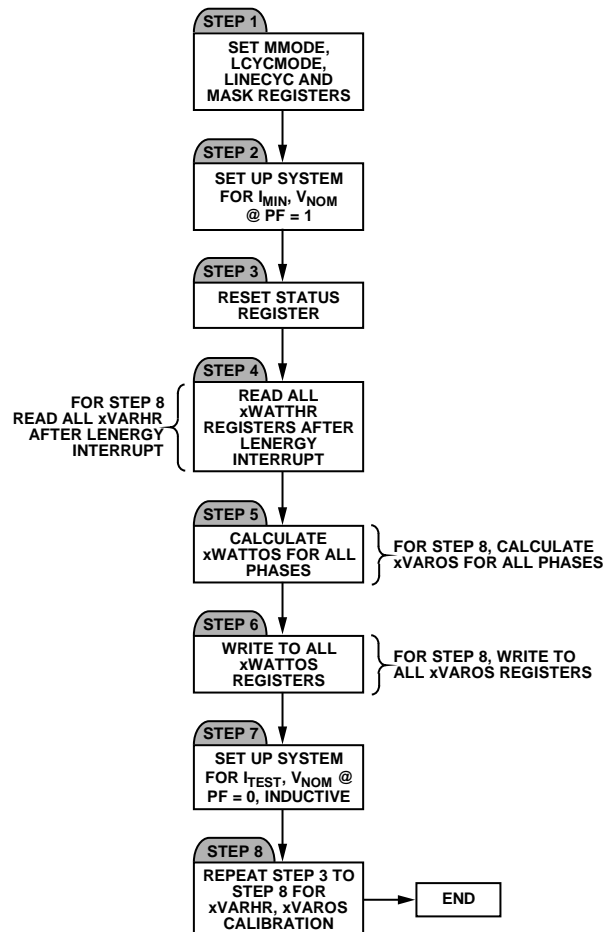 STEP 1
SET MMODE,
LCYCMODE,
LINECYC AND
MASK REGISTERS
STEP 2
SET UP SYSTEM
FOR IMIN, VNOM
@ PF = 1
STEP 3
RESET STATUS
REGISTER
STEP 4
READ ALL
xWATTHR
REGISTERS AFTER
LENERGY
INTERRUPT
FOR STEP 8
READ ALL xVARHR
AFTER LENERGY
INTERRUPT
STEP 5
CALCULATE
xWATTOS FOR ALL
PHASES
FOR STEP 8, CALCULATE
xVAROS FOR ALL PHASES
STEP 6
WRITE TO ALL
xWATTOS
REGISTERS
FOR STEP 8, WRITE TO
ALL xVAROS REGISTERS
STEP 7
SET UP SYSTEM
FOR ITEST, VNOM @
PF = 0, INDUCTIVE
STEP 8
REPEAT STEP 3 TO
STEP 8 FOR
xVARHR, xVAROS
CALIBRATION
END